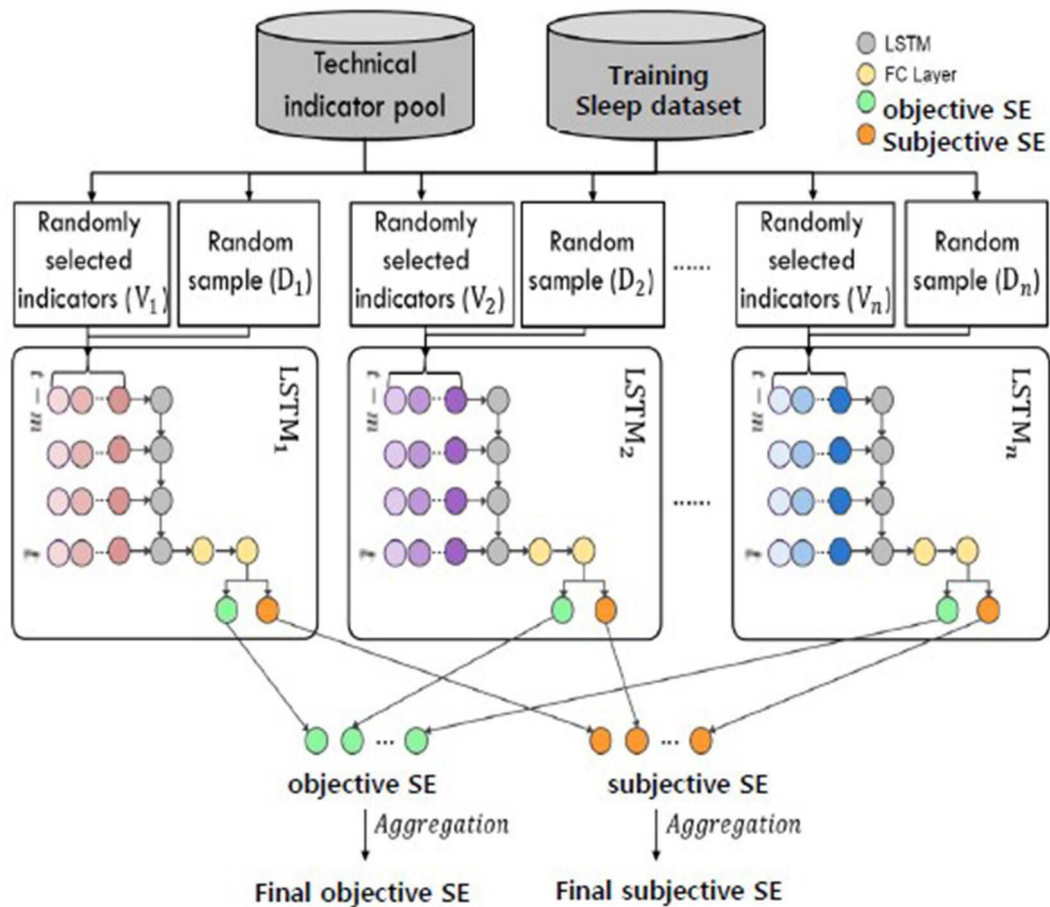 Technical
indicator pool
Training
Sleep dataset
LSTM
FC Layer
objective SE
Subjective SE
Randomly
selected
indicators (V₁)
Random
sample (D₁)
Randomly
selected
indicators (V₂)
Random
sample (D₂)
......
Randomly
selected
indicators (Vₙ)
Random
sample (Dₙ)
t − m
...
...
...
...
t
LSTM₁
t − m
...
...
...
...
t
LSTM₂
......
t − m
...
...
...
...
t
LSTMₙ
...
objective SE
Aggregation
Final objective SE
...
subjective SE
Aggregation
Final subjective SE